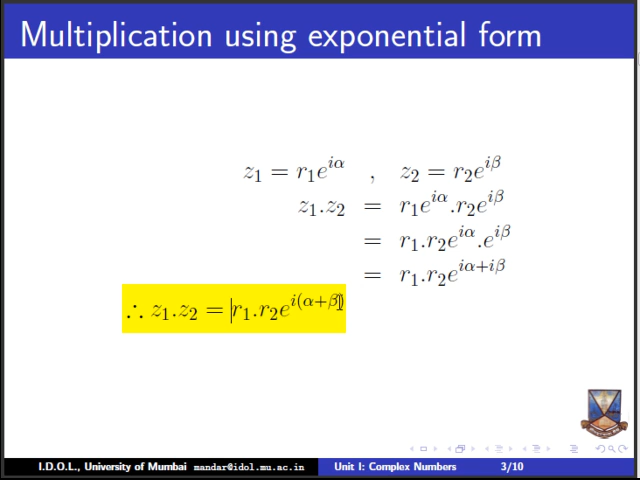 Multiplication using exponential form
z₁ = r₁e^{iα} , z₂ = r₂e^{iβ}
z₁.z₂ = r₁e^{iα}.r₂e^{iβ}
= r₁.r₂e^{iα}.e^{iβ}
= r₁.r₂e^{iα+iβ}
∴ z₁.z₂ = r₁.r₂e^{i(α+β)}
I.D.O.L., University of Mumbai mandar@idol.mu.ac.in Unit I: Complex Numbers 3/10